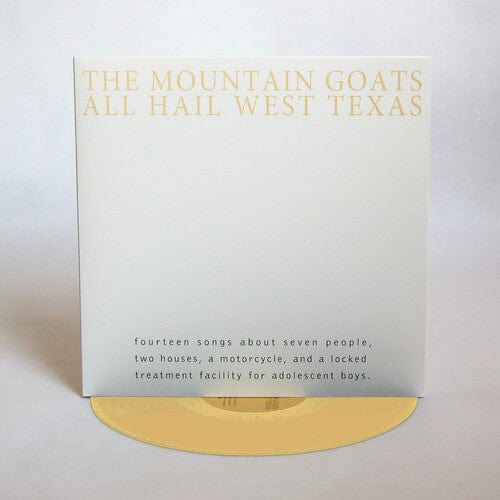 THE MOUNTAIN GOATS
ALL HAIL WEST TEXAS
fourteen songs about seven people,
two houses, a motorcycle, and a locked
treatment facility for adolescent boys.